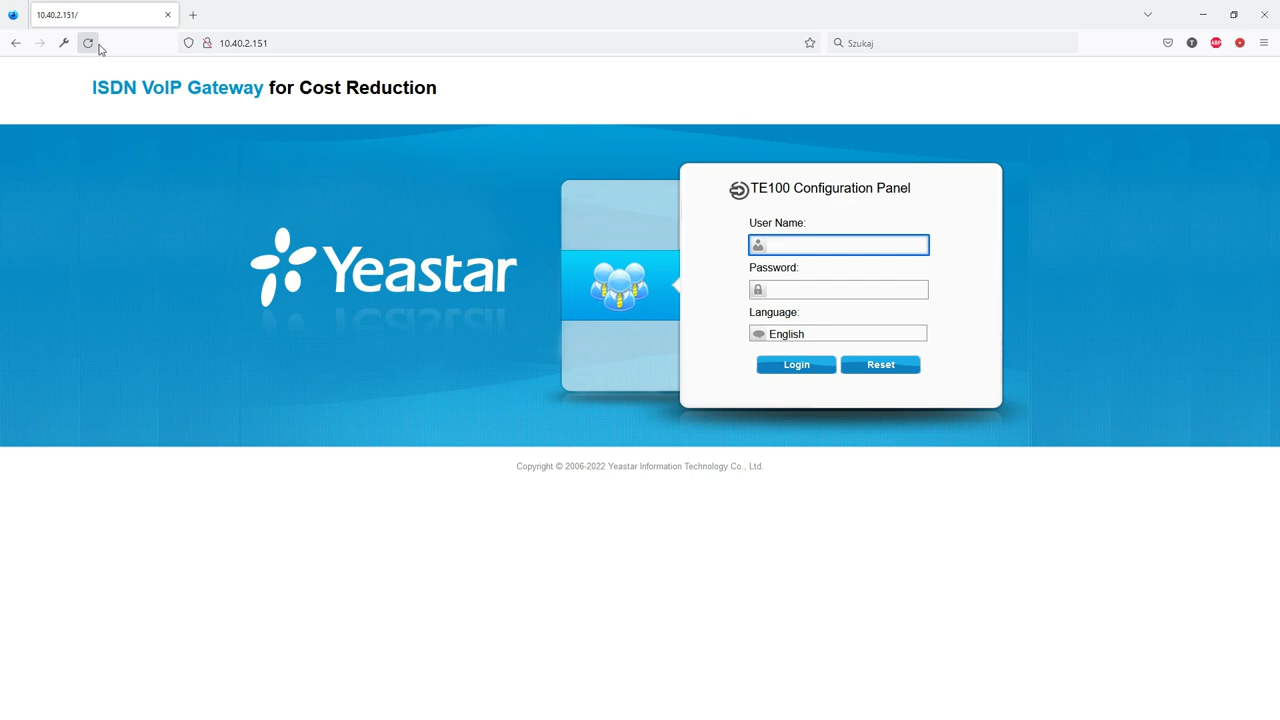 10.40.2.151/
10.40.2.151
Szukaj
T
ABP
ISDN VoIP Gateway for Cost Reduction
Yeastar
TE100 Configuration Panel
User Name:
Password:
Language:
English
Login
Reset
Copyright © 2006-2022 Yeastar Information Technology Co., Ltd.